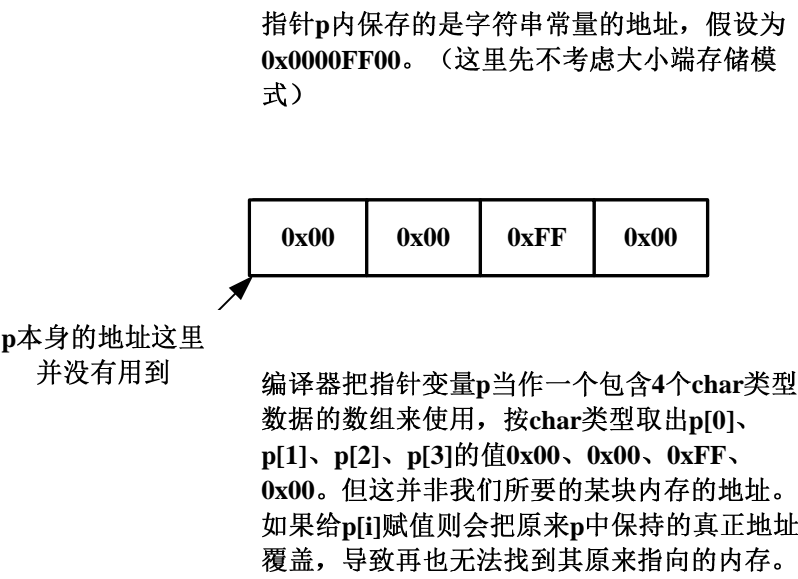 指针p内保存的是字符串常量的地址，假设为
0x0000FF00。（这里先不考虑大小端存储模
式）
0x00 0x00 0xFF 0x00
p本身的地址这里
并没有用到
编译器把指针变量p当作一个包含4个char类型
数据的数组来使用，按char类型取出p[0]、
p[1]、p[2]、p[3]的值0x00、0x00、0xFF、
0x00。但这并非我们所要的某块内存的地址。
如果给p[i]赋值则会把原来p中保持的真正地址
覆盖，导致再也无法找到其原来指向的内存。